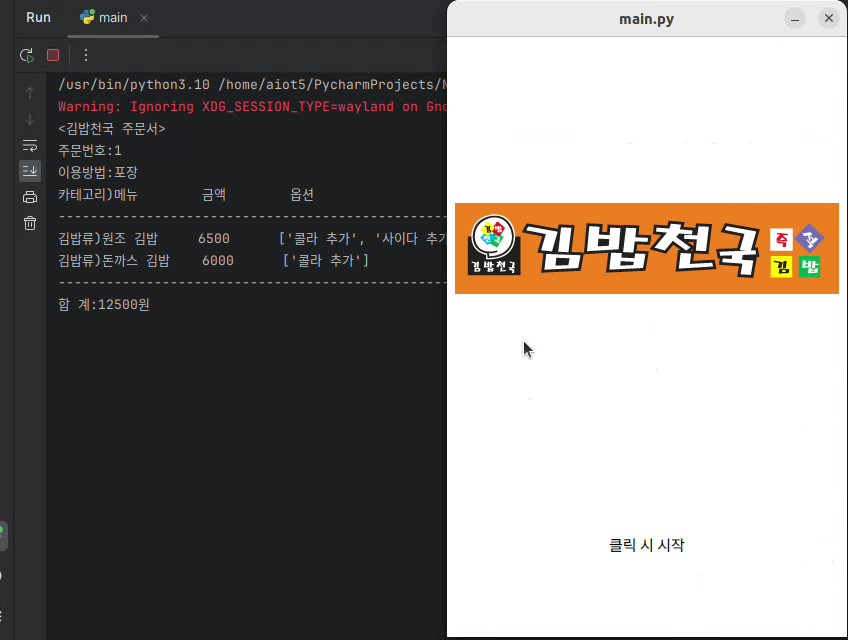 Run
main
/usr/bin/python3.10 /home/aiot5/PycharmProjects/
Warning: Ignoring XDG_SESSION_TYPE=wayland on
<김밥천국 주문서>
주문번호:1
이용방법:포장
카테고리)메뉴 금액 옵션
--------------------------------------------------
김밥류)원조 김밥 6500 ['콜라 추가', '사이다 추가
김밥류)돈까스 김밥 6000 ['콜라 추가']
--------------------------------------------------
합 계:12500원
main.py
김밥천국
김밥천국
김밥천국
주
김 밥
클릭 시 시작